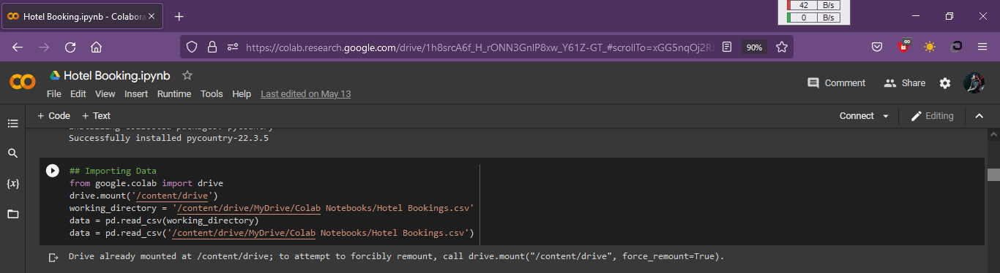 42 B/s
0 B/s
Hotel Booking.ipynb - Colabora
https://colab.research.google.com/drive/1h8srcA6f_H_rONN3GnIP8xw_Y61Z-GT_#scrollTo=xGG5nqOj2R
90%
Hotel Booking.ipynb
Comment Share
File Edit View Insert Runtime Tools Help Last edited on May 13
+ Code + Text Connect Editing
Installing collected packages: pycountry
Successfully installed pycountry-22.3.5
{x}
## Importing Data
from google.colab import drive
drive.mount('/content/drive')
working_directory = '/content/drive/MyDrive/Colab Notebooks/Hotel Bookings.csv'
data = pd.read_csv(working_directory)
data = pd.read_csv('/content/drive/MyDrive/Colab Notebooks/Hotel Bookings.csv')
Drive already mounted at /content/drive; to attempt to forcibly remount, call drive.mount("/content/drive", force_remount=True).